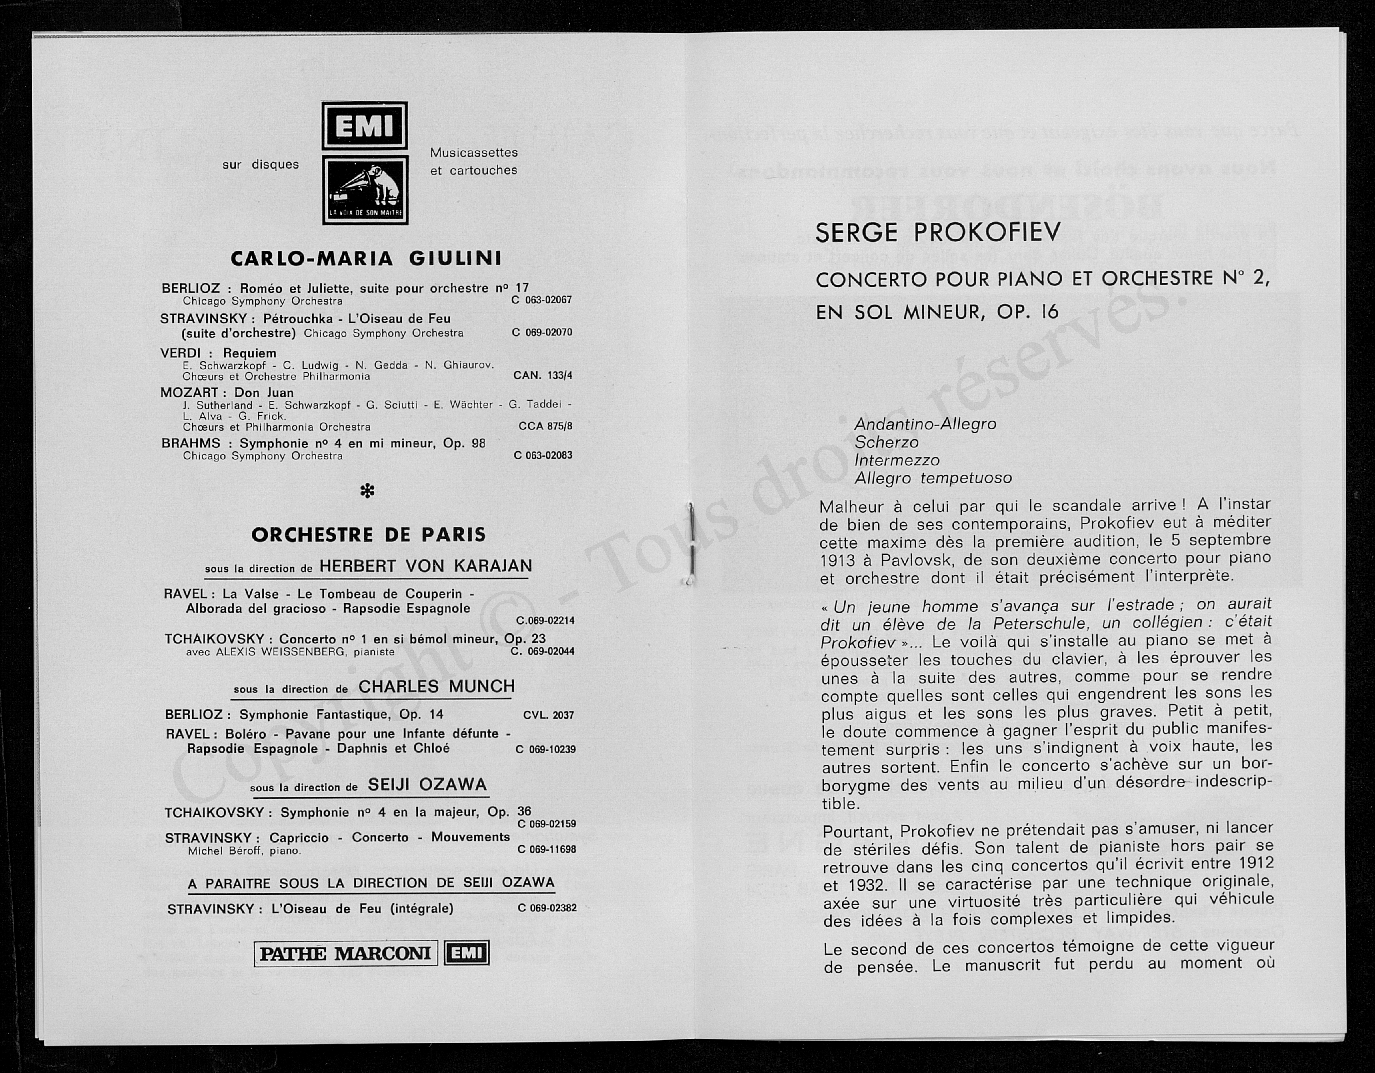 EMI
sur disques
Musicassettes
et cartouches
LA VOIX DE SON MAITRE
CARLO-MARIA GIULINI
BERLIOZ : Roméo et Juliette, suite pour orchestre nº 17
Chicago Symphony Orchestra C 063-02067
STRAVINSKY : Pétrouchka - L'Oiseau de Feu
(suite d'orchestre) Chicago Symphony Orchestra C 069-02070
VERDI : Requiem
E. Schwarzkopf - C. Ludwig - N. Gedda - N. Ghiaurov.
Chœurs et Orchestre Philharmonia CAN. 133/4
MOZART : Don Juan
J. Sutherland - E. Schwarzkopf - G. Sciutti - E. Wächter - G. Taddei -
L. Alva - G. Frick.
Chœurs et Philharmonia Orchestra CCA 875/8
BRAHMS : Symphonie nº 4 en mi mineur, Op. 98
Chicago Symphony Orchestra C 063-02083
*
ORCHESTRE DE PARIS
sous la direction de HERBERT VON KARAJAN
RAVEL : La Valse - Le Tombeau de Couperin -
Alborada del gracioso - Rapsodie Espagnole
C.069-02214
TCHAIKOVSKY : Concerto nº 1 en si bémol mineur, Op. 23
avec ALEXIS WEISSENBERG, pianiste C. 069-02044
sous la direction de CHARLES MUNCH
BERLIOZ : Symphonie Fantastique, Op. 14 CVL. 2037
RAVEL : Boléro - Pavane pour une Infante défunte -
Rapsodie Espagnole - Daphnis et Chloé C 069-10239
sous la direction de SEIJI OZAWA
TCHAIKOVSKY : Symphonie nº 4 en la majeur, Op. 36
C 069-02159
STRAVINSKY : Capriccio - Concerto - Mouvements
Michel Béroff, piano. C 069-11698
A PARAITRE SOUS LA DIRECTION DE SEIJI OZAWA
STRAVINSKY : L'Oiseau de Feu (intégrale) C 069-02382
PATHE MARCONI EMI
SERGE PROKOFIEV
CONCERTO POUR PIANO ET ORCHESTRE N° 2,
EN SOL MINEUR, OP. 16
Andantino-Allegro
Scherzo
Intermezzo
Allegro tempetuoso
Malheur à celui par qui le scandale arrive ! A l'instar
de bien de ses contemporains, Prokofiev eut à méditer
cette maxime dès la première audition, le 5 septembre
1913 à Pavlovsk, de son deuxième concerto pour piano
et orchestre dont il était précisément l'interprète.
« Un jeune homme s'avança sur l'estrade ; on aurait
dit un élève de la Peterschule, un collégien : c'était
Prokofiev »... Le voilà qui s'installe au piano se met à
épousseter les touches du clavier, à les éprouver les
unes à la suite des autres, comme pour se rendre
compte quelles sont celles qui engendrent les sons les
plus aigus et les sons les plus graves. Petit à petit,
le doute commence à gagner l'esprit du public manifes-
tement surpris : les uns s'indignent à voix haute, les
autres sortent. Enfin le concerto s'achève sur un bor-
borygme des vents au milieu d'un désordre indescrip-
tible.
Pourtant, Prokofiev ne prétendait pas s'amuser, ni lancer
de stériles défis. Son talent de pianiste hors pair se
retrouve dans les cinq concertos qu'il écrivit entre 1912
et 1932. Il se caractérise par une technique originale,
axée sur une virtuosité très particulière qui véhicule
des idées à la fois complexes et limpides.
Le second de ces concertos témoigne de cette vigueur
de pensée. Le manuscrit fut perdu au moment où
Copyright © - Tous droits réservés.